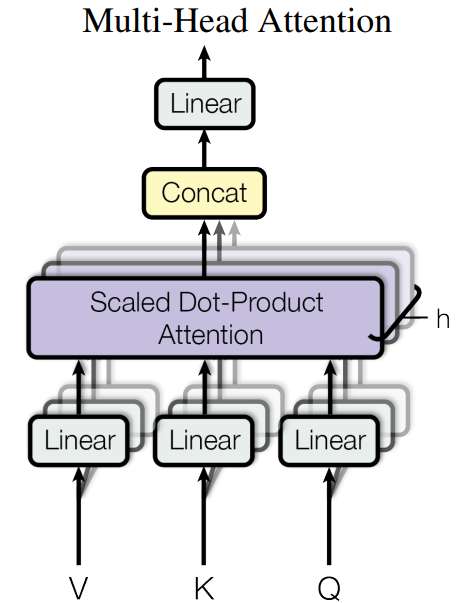 Multi-Head Attention
Linear
Concat
Scaled Dot-Product
Attention
h
Linear Linear Linear
V K Q